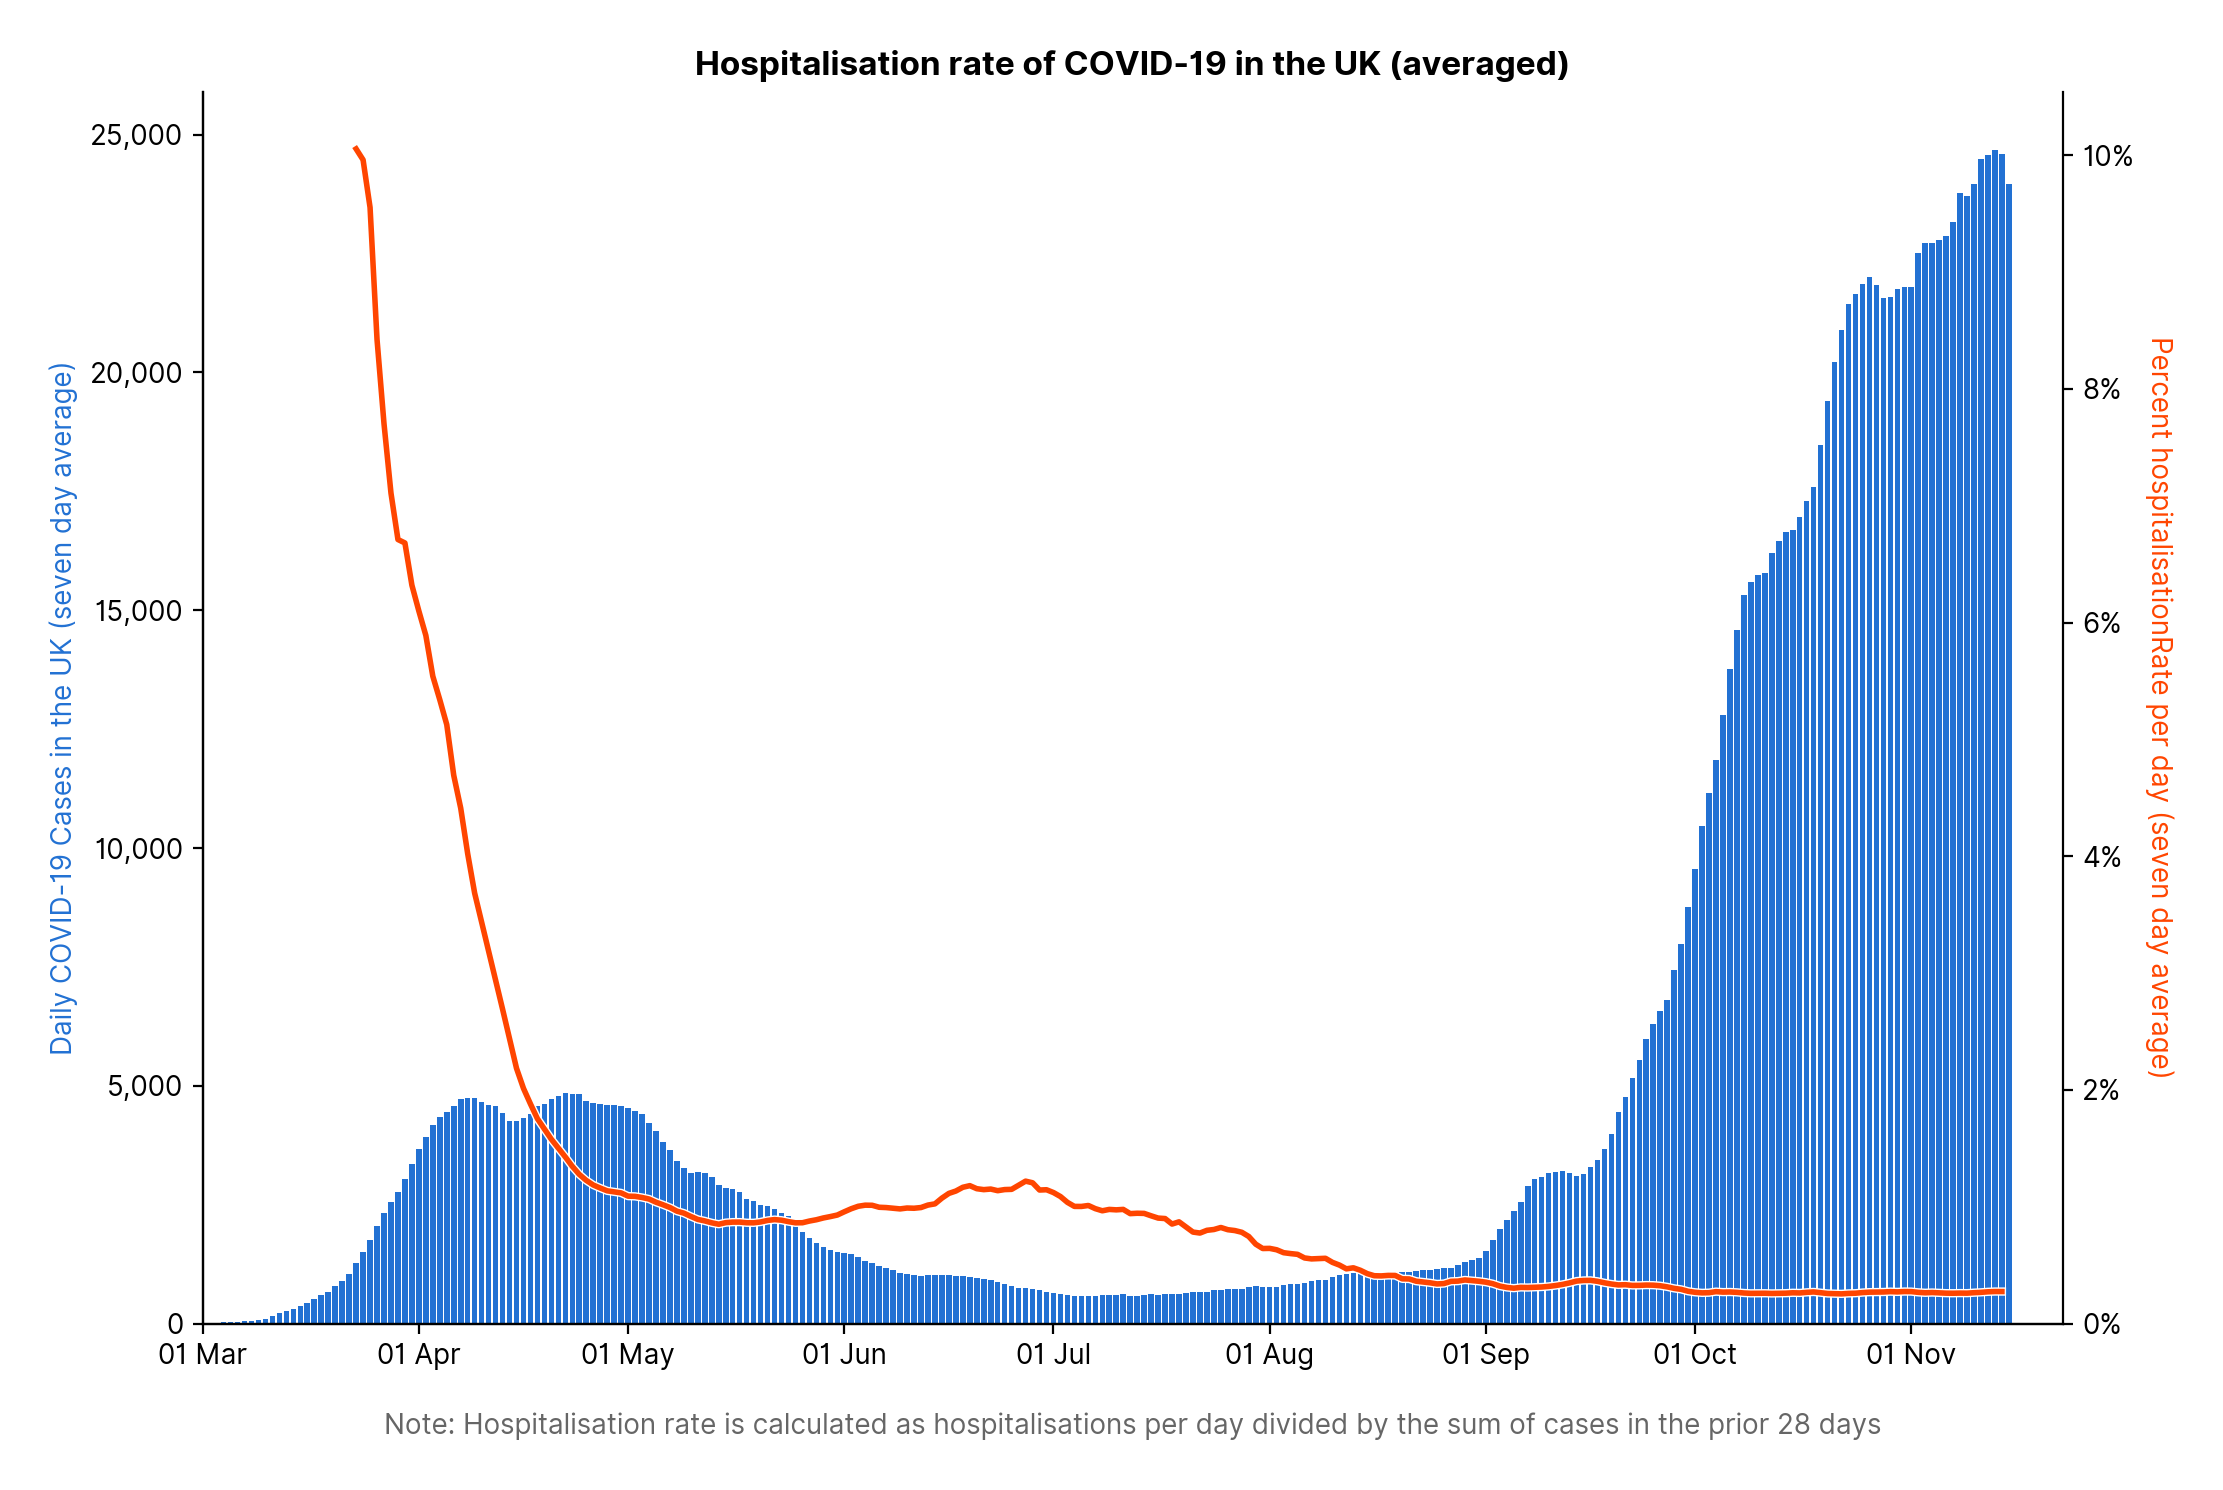 Hospitalisation rate of COVID-19 in the UK (averaged)
Daily COVID-19 Cases in the UK (seven day average)
25,000
20,000
15,000
10,000
5,000
0
10%
8%
6%
4%
2%
0%
Percent hospitalisationRate per day (seven day average)
01 Mar
01 Apr
01 May
01 Jun
01 Jul
01 Aug
01 Sep
01 Oct
01 Nov
Note: Hospitalisation rate is calculated as hospitalisations per day divided by the sum of cases in the prior 28 days